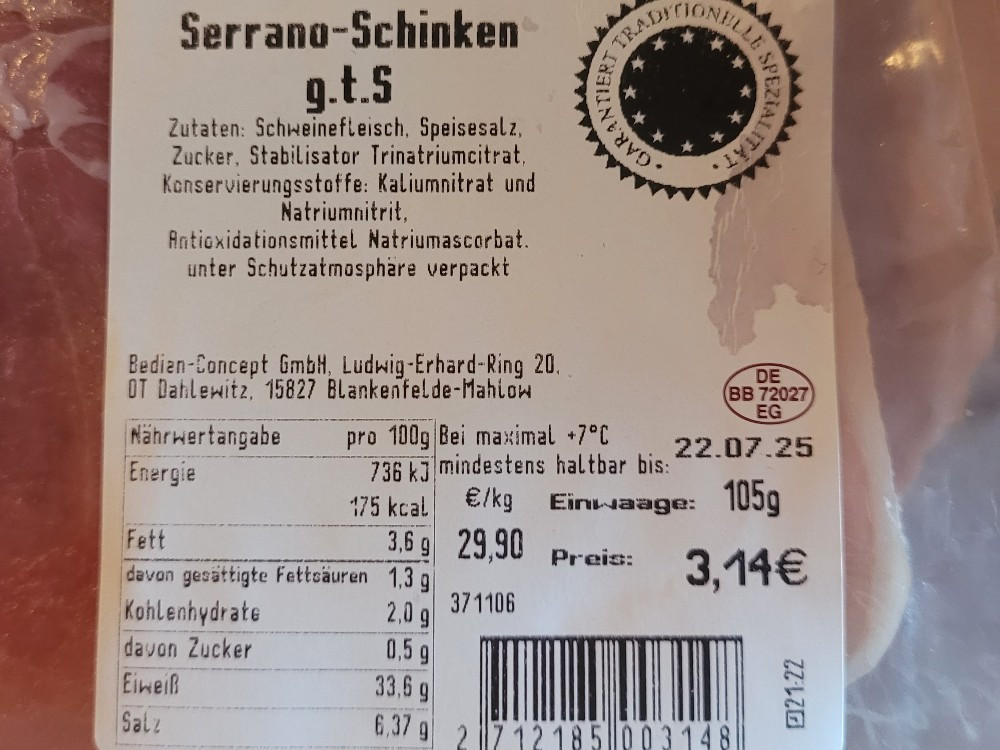 Serrano-Schinken
g.t.S
GARANTIERT TRADITIONELLE SPEZIALITÄT
Zutaten: Schweinefleisch, Speisesalz,
Zucker, Stabilisator Trinatriumcitrat,
Konservierungsstoffe: Kaliumnitrat und
Natriumnitrit,
Antioxidationsmittel Natriumascorbat.
unter Schutzatmosphäre verpackt
Bedien-Concept GmbH, Ludwig-Erhard-Ring 20,
OT Dahlewitz, 15827 Blankenfelde-Mahlow
DE
BB 72027
EG
Nährwertangabe pro 100g
Energie 736 kJ
175 kcal
Fett 3,6 g
davon gesättigte Fettsäuren 1,3 g
Kohlenhydrate 2,0 g
davon Zucker 0,5 g
Eiweiß 33,6 g
Salz 6,37 g
Bei maximal +7°C
mindestens haltbar bis: 22.07.25
€/kg Einwaage: 105g
29,90 Preis: 3,14€
371106
21:22
2 712185 003148